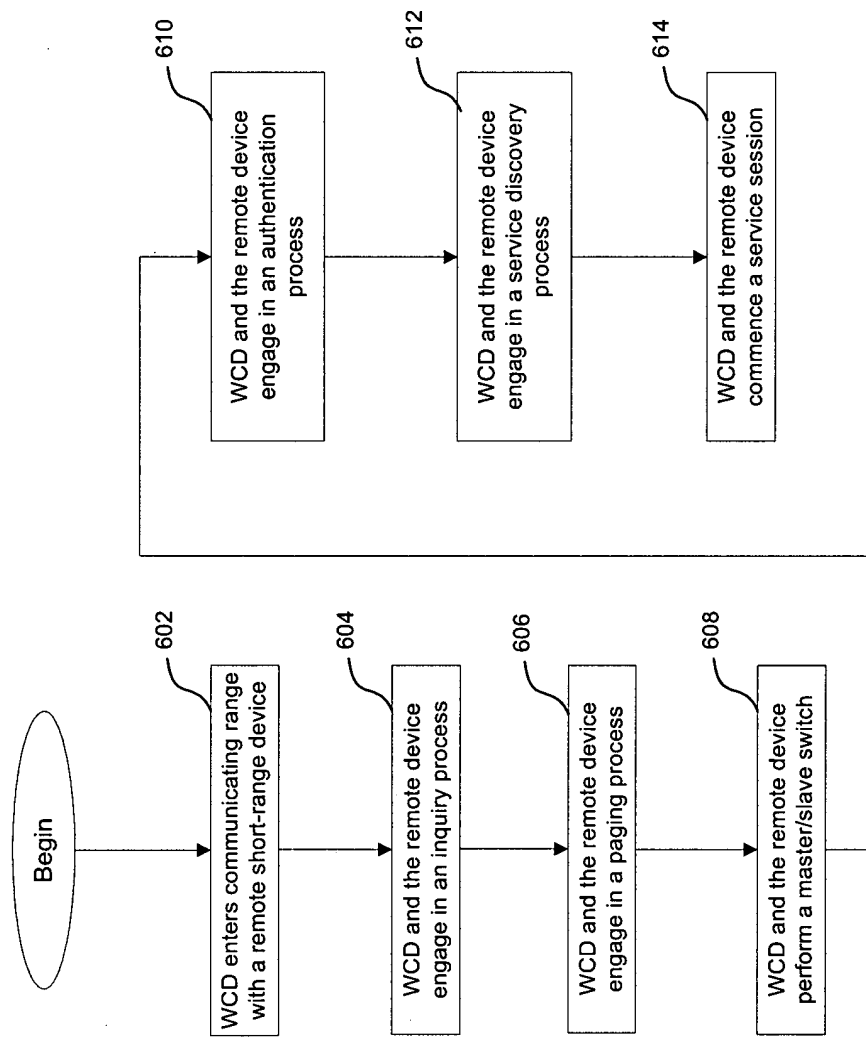 Begin
602
WCD enters communicating range
with a remote short-range device
604
WCD and the remote device
engage in an inquiry process
606
WCD and the remote device
engage in a paging process
608
WCD and the remote device
perform a master/slave switch
610
WCD and the remote device
engage in an authentication
process
612
WCD and the remote device
engage in a service discovery
process
614
WCD and the remote device
commence a service session